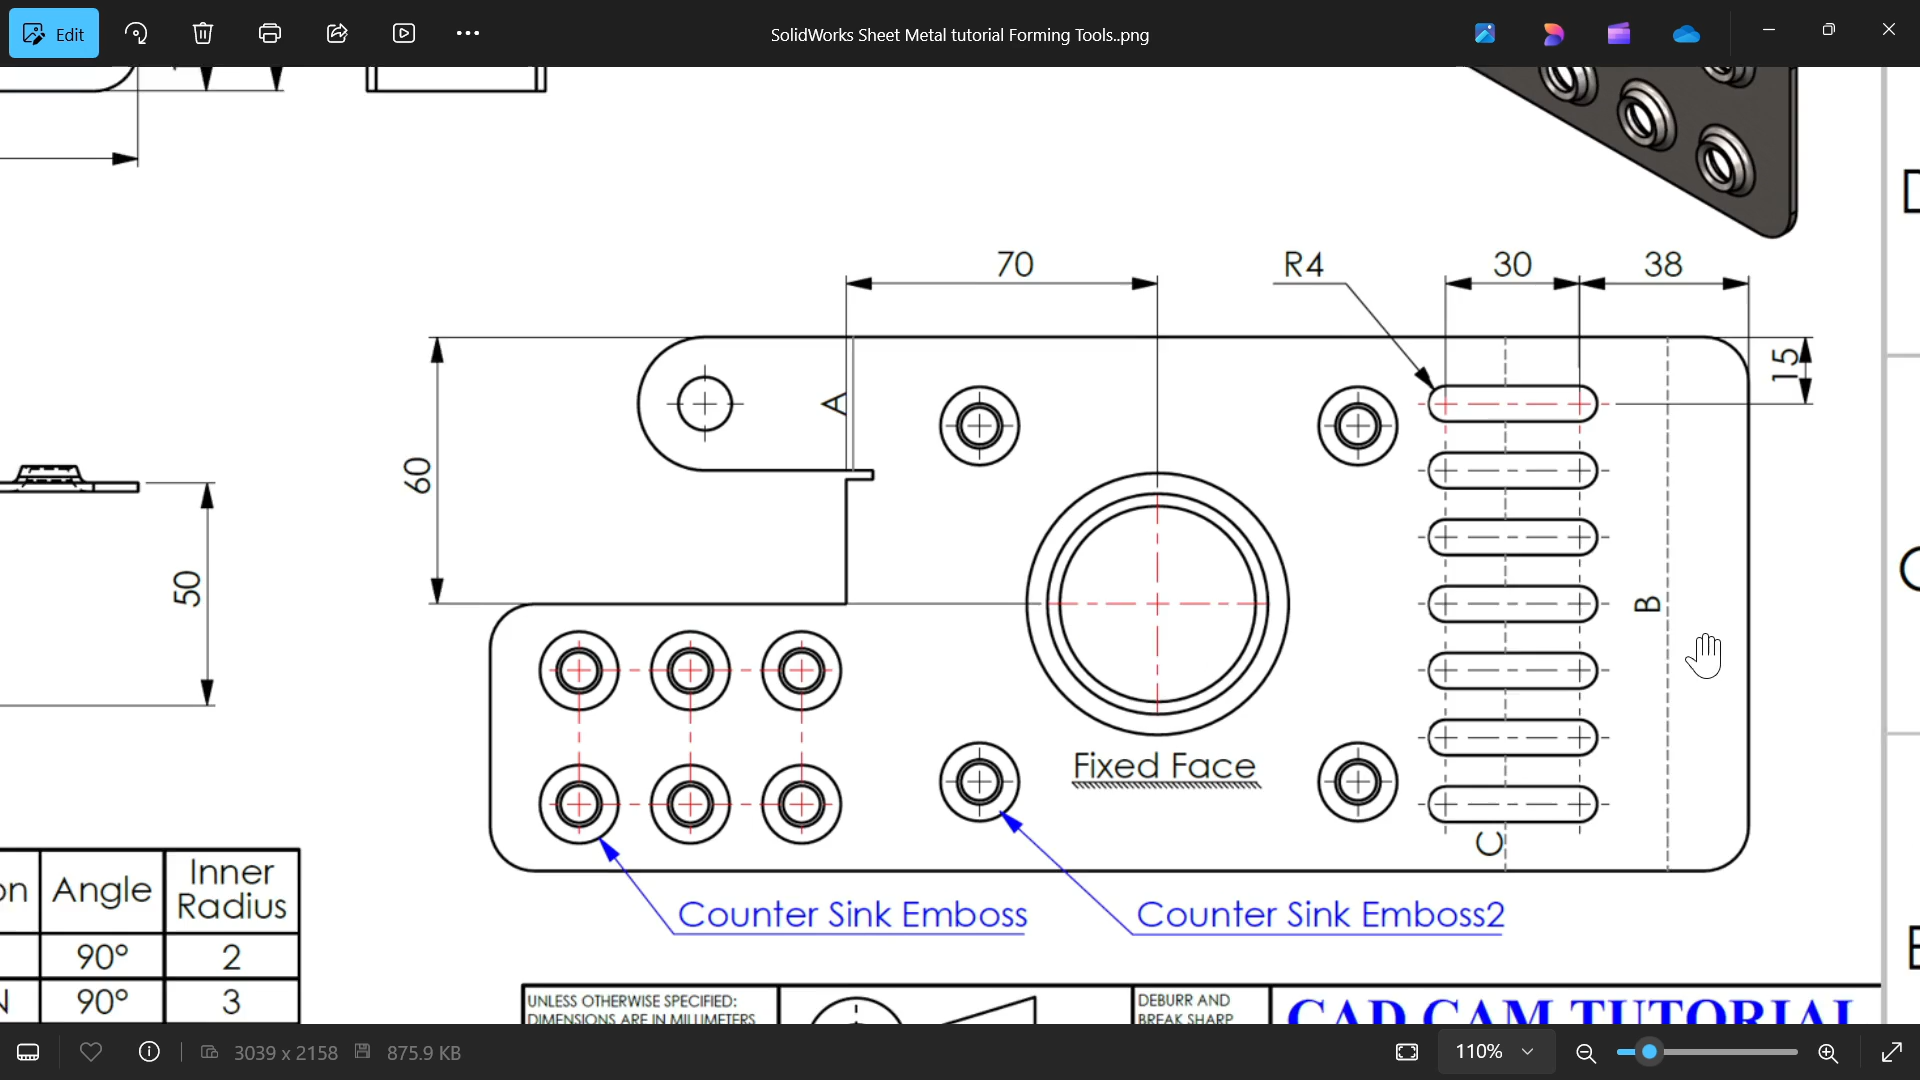 Edit
SolidWorks Sheet Metal tutorial Forming Tools..png
70
R4
30
38
15
A
60
50
B
Fixed Face
C
Counter Sink Emboss
Counter Sink Emboss2
Angle
Inner
Radius
90°
2
90°
3
UNLESS OTHERWISE SPECIFIED:
DIMENSIONS ARE IN MILLIMETERS
DEBURR AND
BREAK SHARP
CAD CAM TUTORIAL
3039 x 2158
875.9 KB
110%